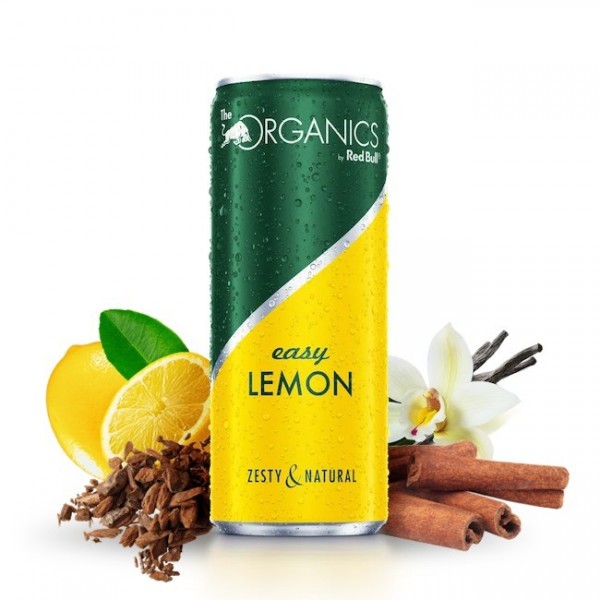 The
ORGANICS
by Red Bull®
easy
LEMON
ZESTY & NATURAL